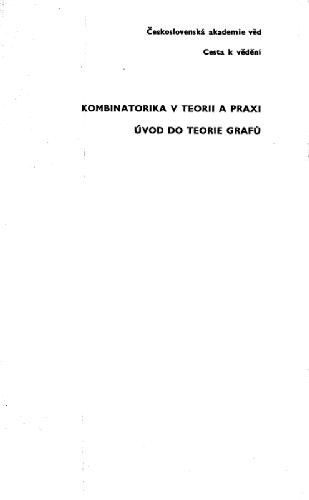 Československá akademie věd
Cesta k vědění
KOMBINATORIKA V TEORII A PRAXI
ÚVOD DO TEORIE GRAFŮ